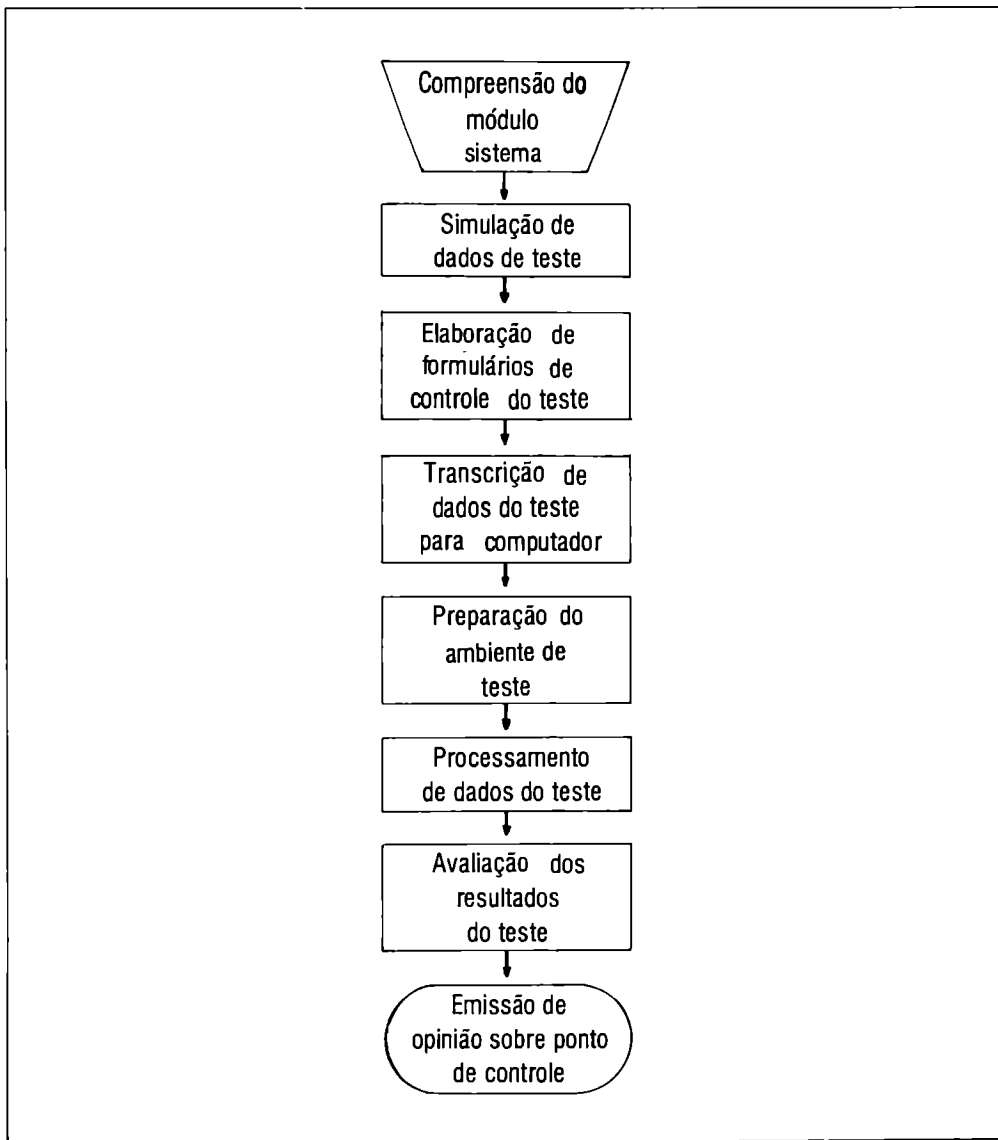 Compreensão do
módulo
sistema
Simulação de
dados de teste
Elaboração de
formulários de
controle do teste
Transcrição de
dados do teste
para computador
Preparação do
ambiente de
teste
Processamento
de dados do teste
Avaliação dos
resultados
do teste
Emissão de
opinião sobre ponto
de controle